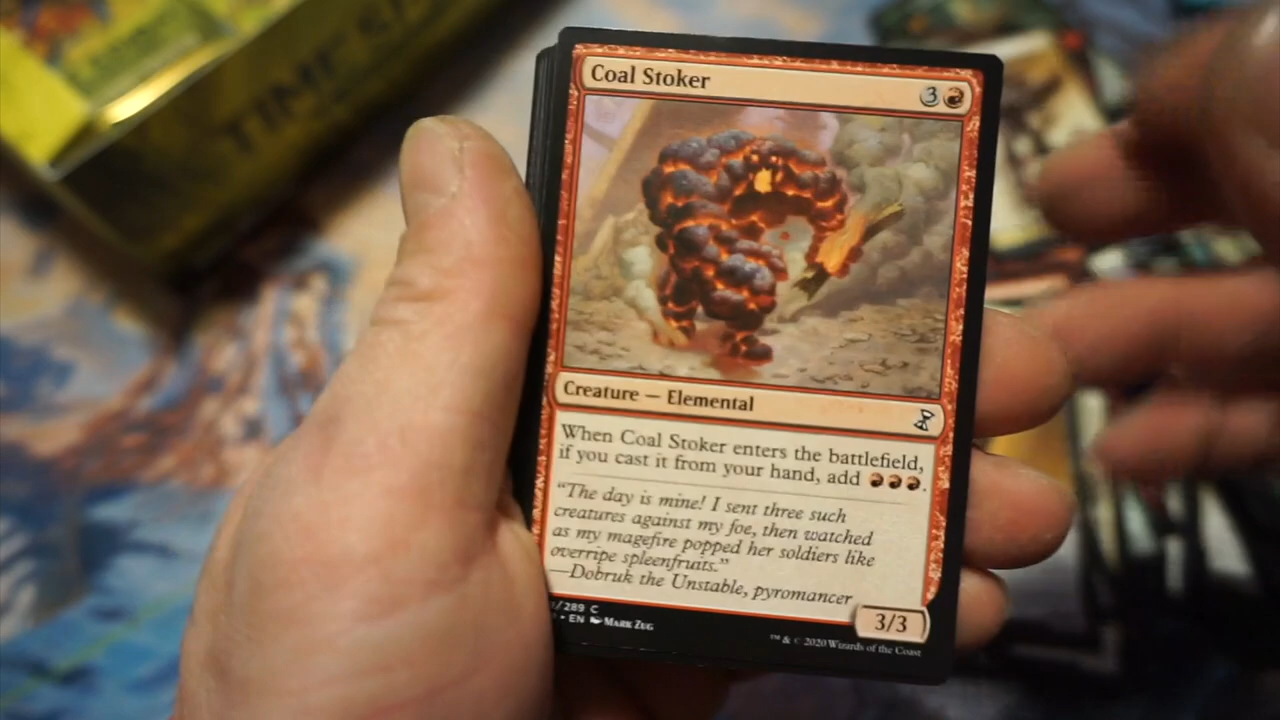 TIME
Coal Stoker
3
Creature — Elemental
When Coal Stoker enters the battlefield,
if you cast it from your hand, add
“The day is mine! I sent three such
creatures against my foe, then watched
as my magefire popped her soldiers like
overripe spleenfruits.”
—Dobruk the Unstable, pyromancer
/289 C
• EN Mark Zug
3/3
™ & © 2020 Wizards of the Coast